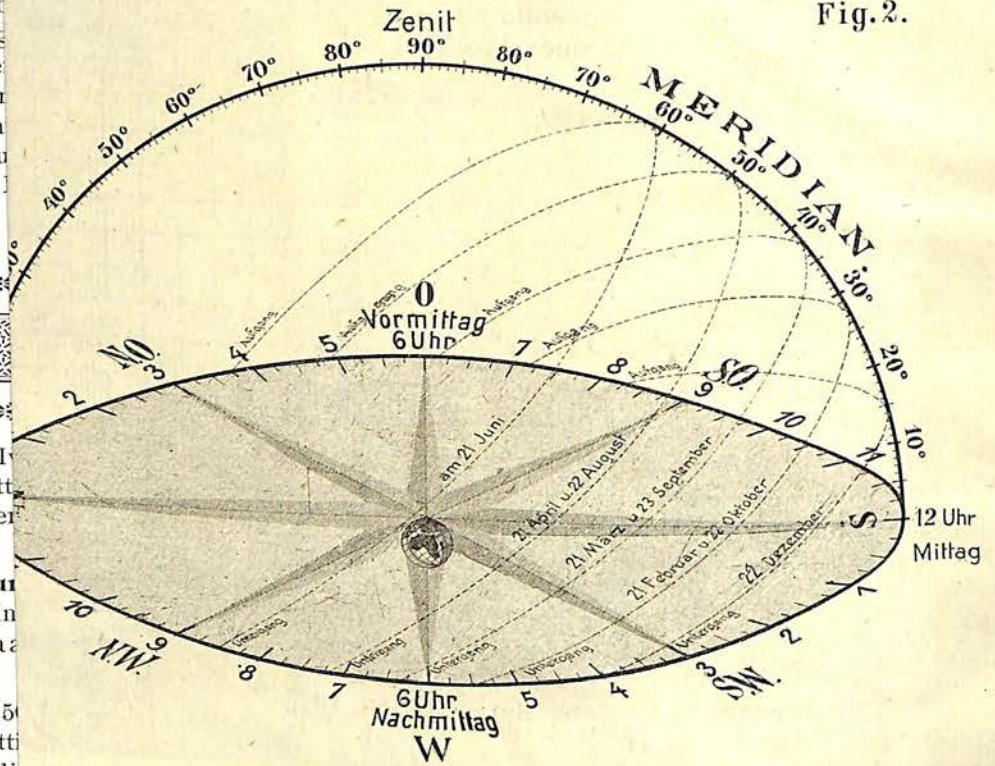 Fig.2.
Zenit
40°
50°
60°
70°
80°
90°
80°
70°
60°
50°
40°
30°
20°
10°
MERIDIAN.
O
Vormittag
6 Uhr
NO.
SO.
2
3
4
5
7
8
9
10
11
Aufgang
Aufgang
Aufgang
Aufgang
am 21 Juni
21 April u. 22 August
21. März u 23 September
21 Februar u. 22 Oktober
22 Dezember
S
12 Uhr
Mittag
Untergang
Untergang
Untergang
Untergang
Untergang
10
9
8
7
6 Uhr
Nachmittag
5
4
3
2
1
NW.
S.W.
W